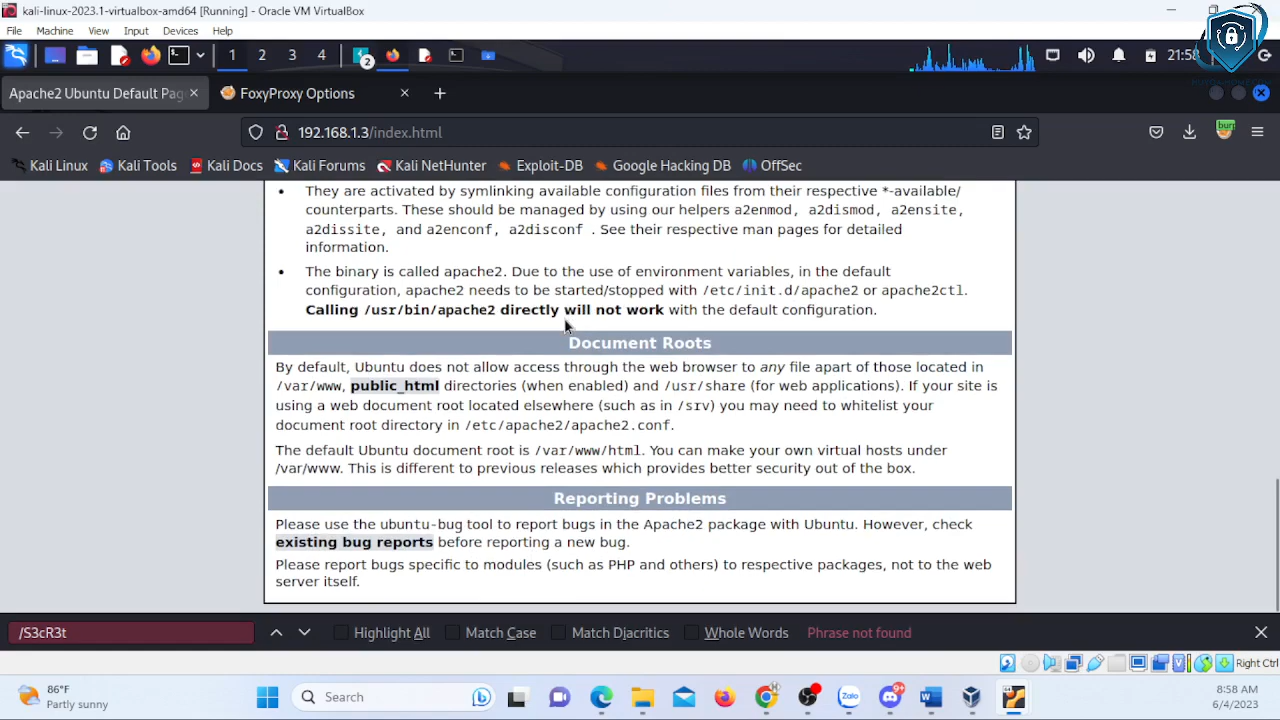 kali-linux-2023.1-virtualbox-amd64 [Running] - Oracle VM VirtualBox
File Machine View Input Devices Help
1 2 3 4 2 21:58
Apache2 Ubuntu Default Pag FoxyProxy Options
192.168.1.3/index.html
Kali Linux Kali Tools Kali Docs Kali Forums Kali NetHunter Exploit-DB Google Hacking DB OffSec
• They are activated by symlinking available configuration files from their respective *-available/
counterparts. These should be managed by using our helpers a2enmod, a2dismod, a2ensite,
a2dissite, and a2enconf, a2disconf . See their respective man pages for detailed
information.
• The binary is called apache2. Due to the use of environment variables, in the default
configuration, apache2 needs to be started/stopped with /etc/init.d/apache2 or apache2ctl.
Calling /usr/bin/apache2 directly will not work with the default configuration.
Document Roots
By default, Ubuntu does not allow access through the web browser to any file apart of those located in
/var/www, public_html directories (when enabled) and /usr/share (for web applications). If your site is
using a web document root located elsewhere (such as in /srv) you may need to whitelist your
document root directory in /etc/apache2/apache2.conf.
The default Ubuntu document root is /var/www/html. You can make your own virtual hosts under
/var/www. This is different to previous releases which provides better security out of the box.
Reporting Problems
Please use the ubuntu-bug tool to report bugs in the Apache2 package with Ubuntu. However, check
existing bug reports before reporting a new bug.
Please report bugs specific to modules (such as PHP and others) to respective packages, not to the web
server itself.
/S3cR3t Highlight All Match Case Match Diacritics Whole Words Phrase not found
Right Ctrl
86°F
Partly sunny
Search
8:58 AM
6/4/2023